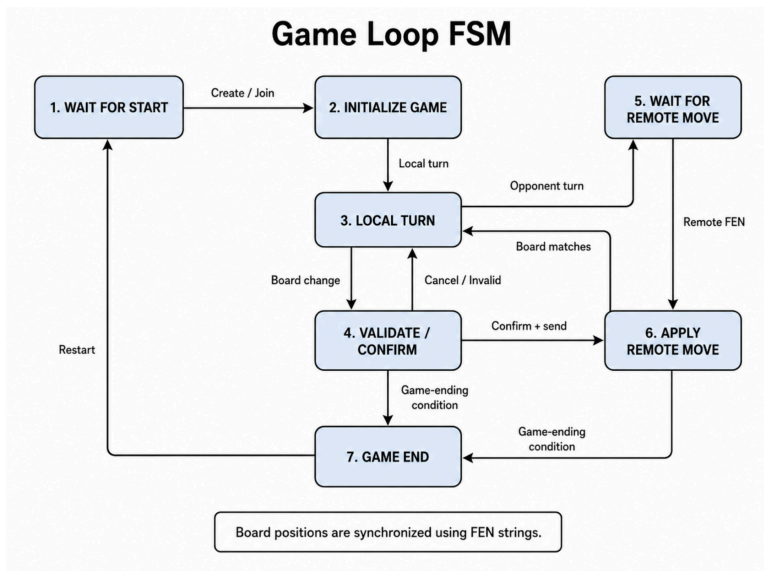 Game Loop FSM
1. WAIT FOR START
Create / Join
2. INITIALIZE GAME
5. WAIT FOR
REMOTE MOVE
Local turn
Opponent turn
3. LOCAL TURN
Remote FEN
Board matches
Board change
Cancel / Invalid
4. VALIDATE /
CONFIRM
Confirm + send
6. APPLY
REMOTE MOVE
Restart
Game-ending
condition
Game-ending
condition
7. GAME END
Board positions are synchronized using FEN strings.